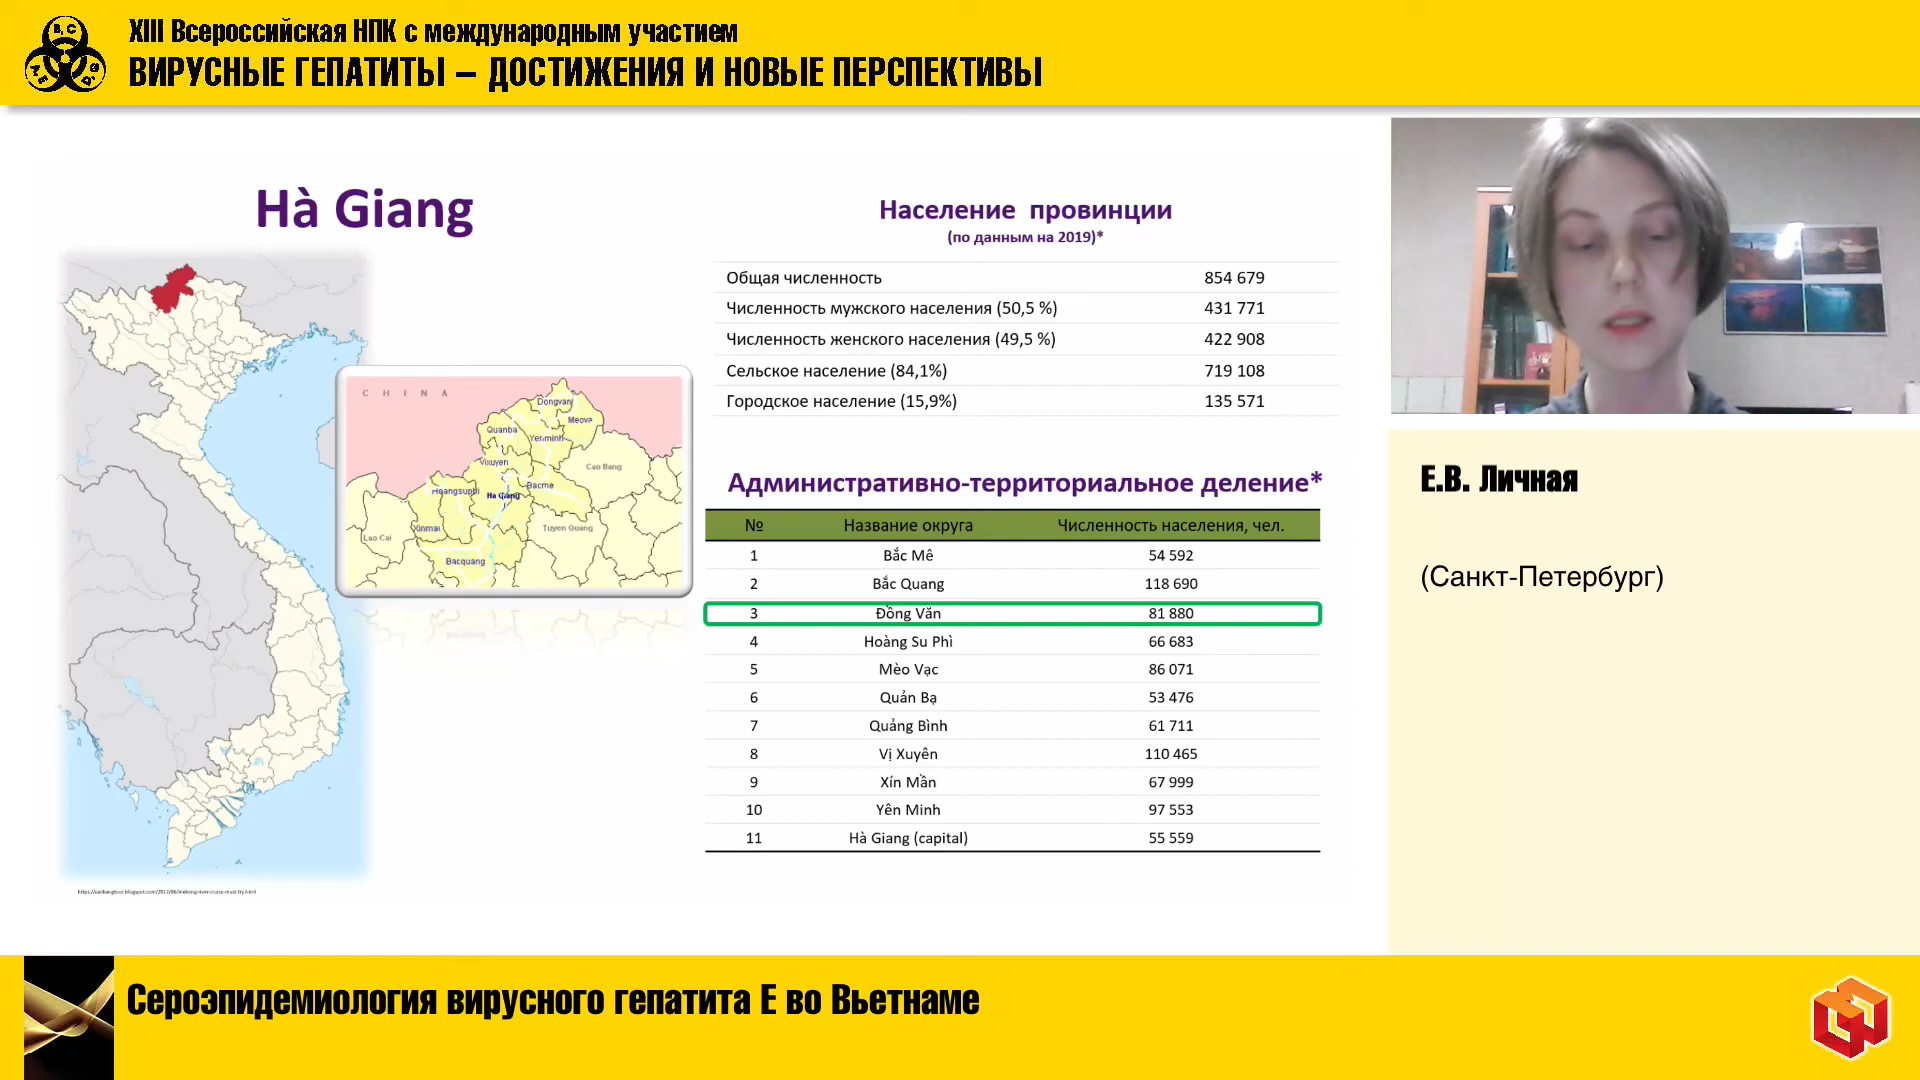 XIII Всероссийская НПК с международным участием
ВИРУСНЫЕ ГЕПАТИТЫ – ДОСТИЖЕНИЯ И НОВЫЕ ПЕРСПЕКТИВЫ
B, C
Hà Giang
CHINA
Dongvan
Meova
Quanba
Yenminh
Vixuyen
Cao Bang
Hoangsuphi
Ha Giang
Bacme
Xinmai
Tuyen Quang
Lao Cai
Bacquang
Население провинции
(по данным на 2019)*
Общая численность 854 679
Численность мужского населения (50,5 %) 431 771
Численность женского населения (49,5 %) 422 908
Сельское население (84,1%) 719 108
Городское население (15,9%) 135 571
Административно-территориальное деление*
№ Название округа Численность населения, чел.
1 Bắc Mê 54 592
2 Bắc Quang 118 690
3 Đồng Văn 81 880
4 Hoàng Su Phì 66 683
5 Mèo Vạc 86 071
6 Quản Bạ 53 476
7 Quảng Bình 61 711
8 Vị Xuyên 110 465
9 Xín Mần 67 999
10 Yên Minh 97 553
11 Hà Giang (capital) 55 559
Е.В. Личная
(Санкт-Петербург)
Сероэпидемиология вирусного гепатита Е во Вьетнаме